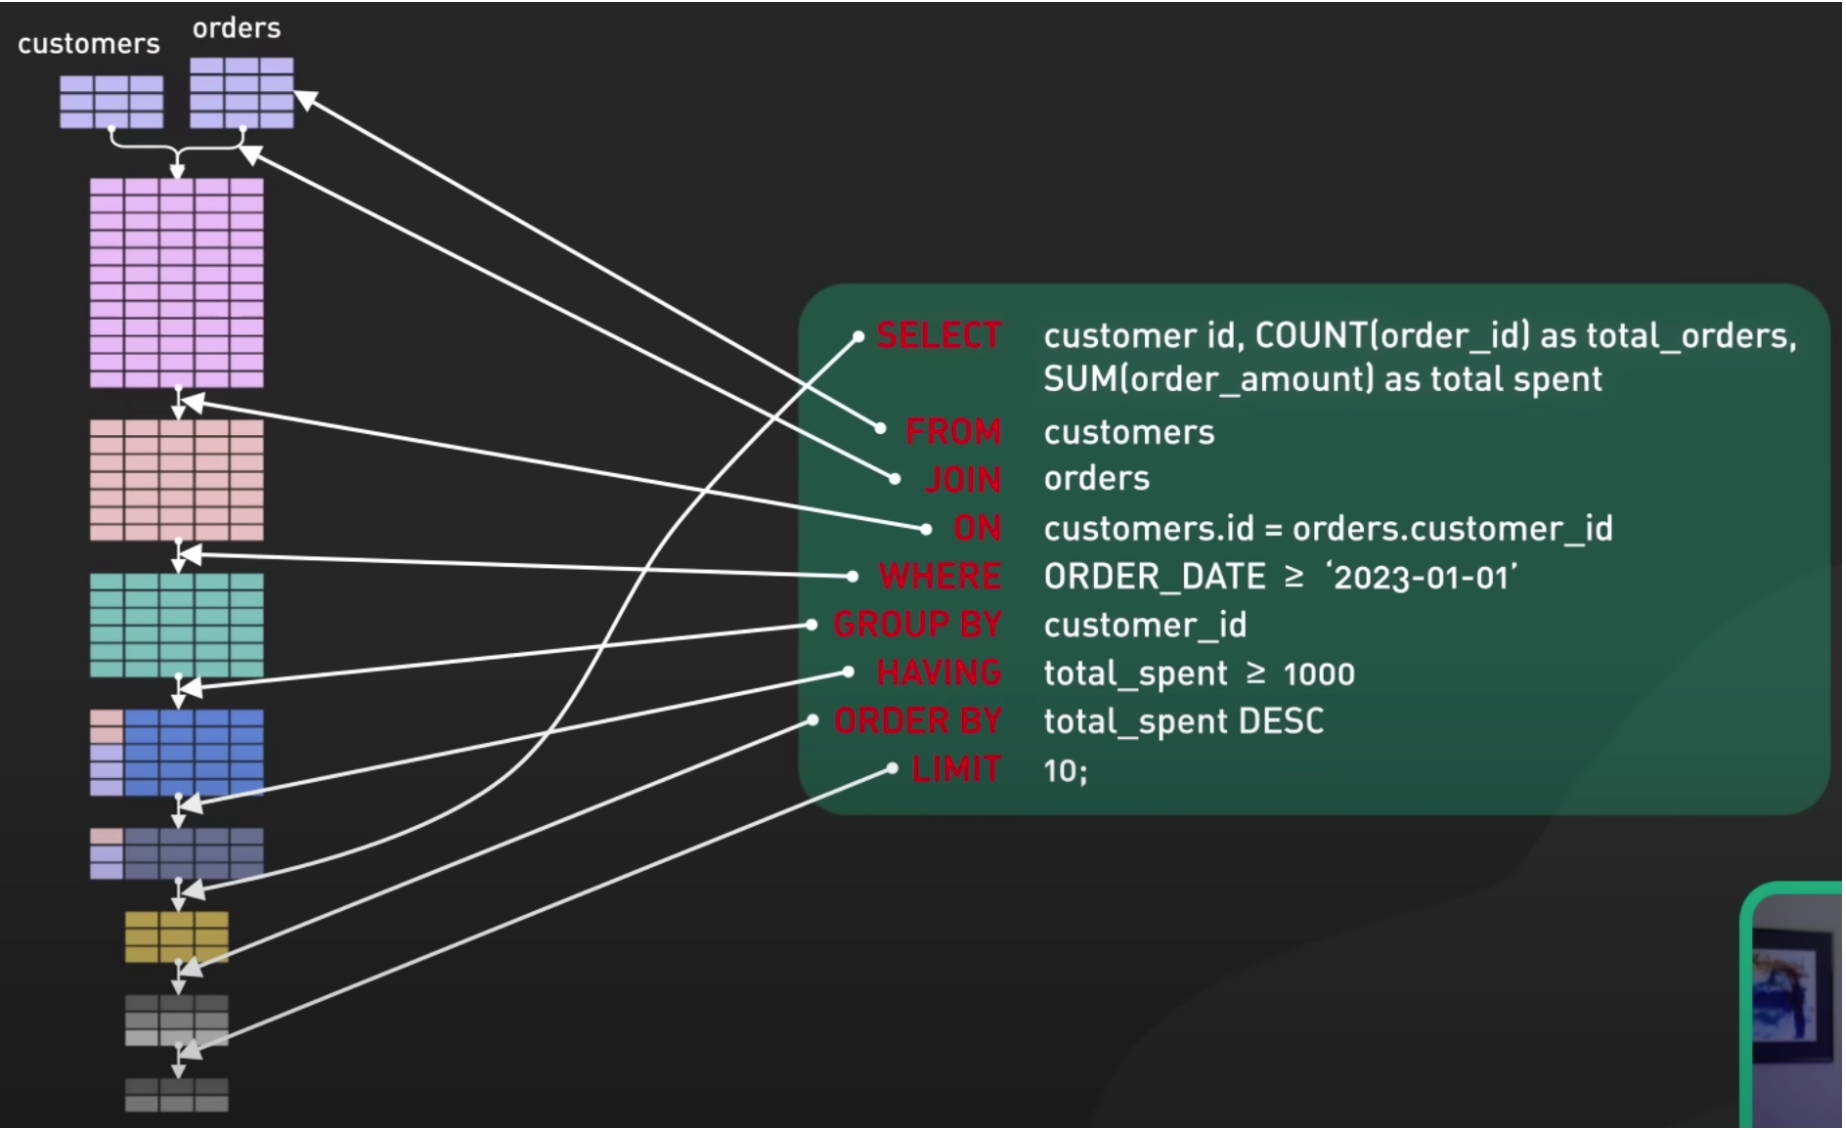 customers
orders
SELECT customer id, COUNT(order_id) as total_orders,
SUM(order_amount) as total spent
FROM customers
JOIN orders
ON customers.id = orders.customer_id
WHERE ORDER_DATE ≥ ‘2023-01-01’
GROUP BY customer_id
HAVING total_spent ≥ 1000
ORDER BY total_spent DESC
LIMIT 10;